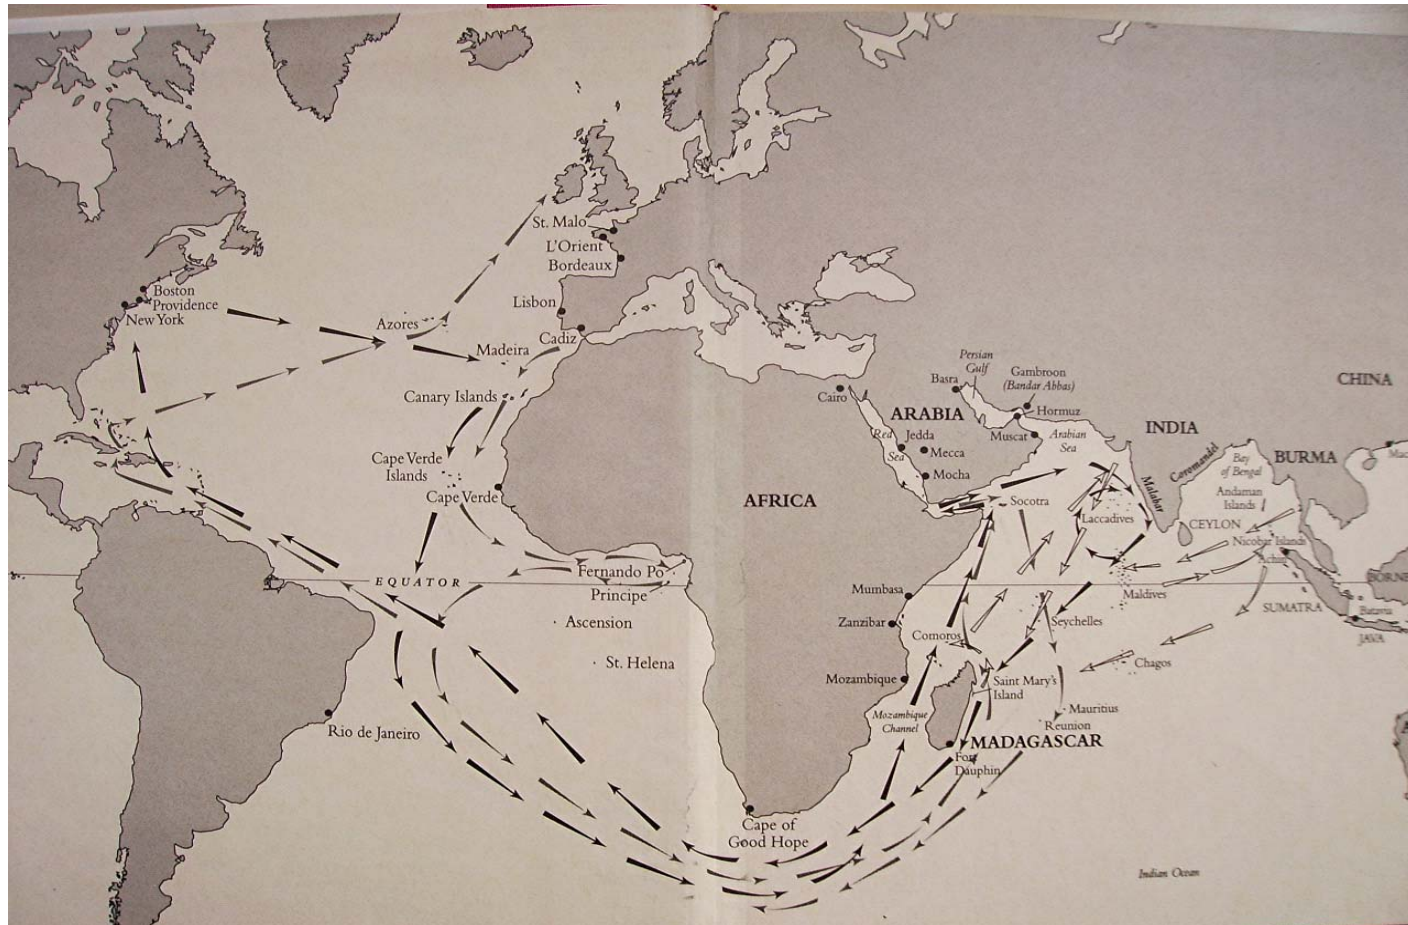 St. Malo
L'Orient
Bordeaux
Boston
Providence
New York
Lisbon
Azores
Cadiz
Madeira
Canary Islands
Cape Verde
Islands
Cape Verde
Persian
Gulf
Basra
Gambroon
(Bandar Abbas)
Hormuz
Cairo
ARABIA
Muscat
Arabian
Sea
Red
Sea
Jedda
Mecca
Mocha
CHINA
INDIA
Coromandel
Bay
of Bengal
BURMA
Mac
Malabar
Andaman
Islands
AFRICA
Socotra
Laccadives
CEYLON
Nicobar Islands
EQUATOR
Fernando Po
Principe
Mumbasa
Maldives
SUMATRA
BORNE
Batavia
JAVA
Ascension
Zanzibar
Seychelles
Comoros
St. Helena
Chagos
Mozambique
Saint Mary's
Island
Mozambique
Channel
Mauritius
Reunion
Rio de Janeiro
MADAGASCAR
Fort
Dauphin
Cape of
Good Hope
Indian Ocean